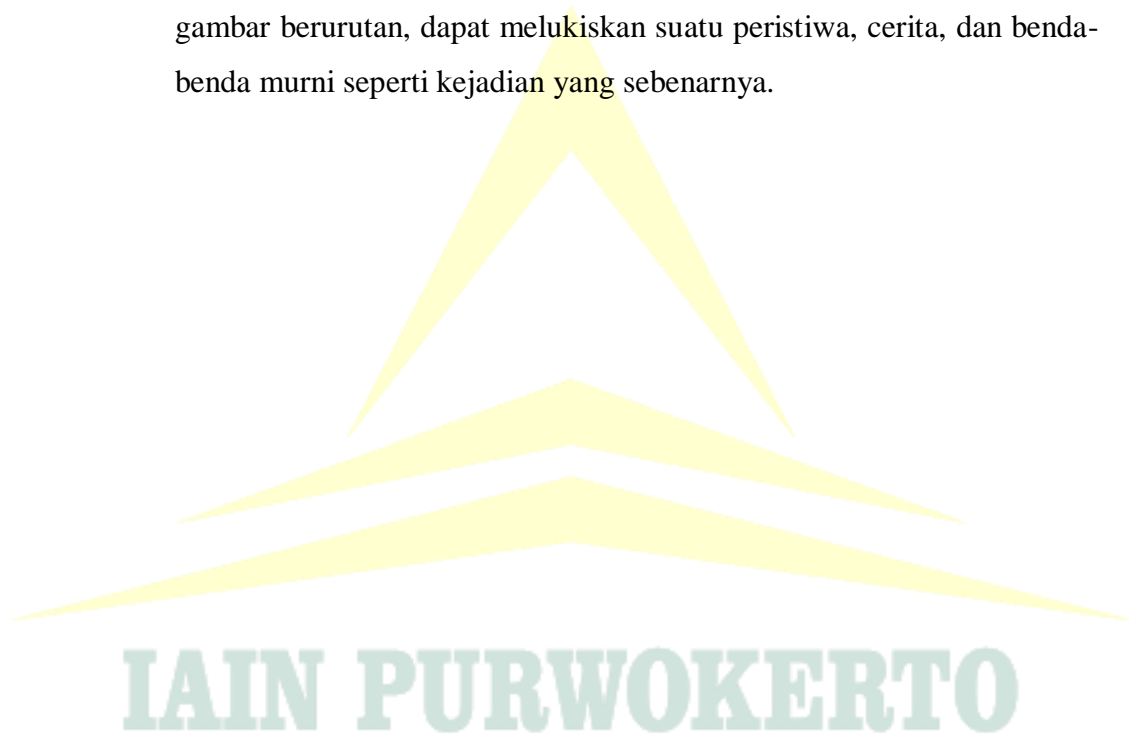 gambar berurutan, dapat melukiskan suatu peristiwa, cerita, dan benda-
benda murni seperti kejadian yang sebenarnya.
IAIN PURWOKERTO